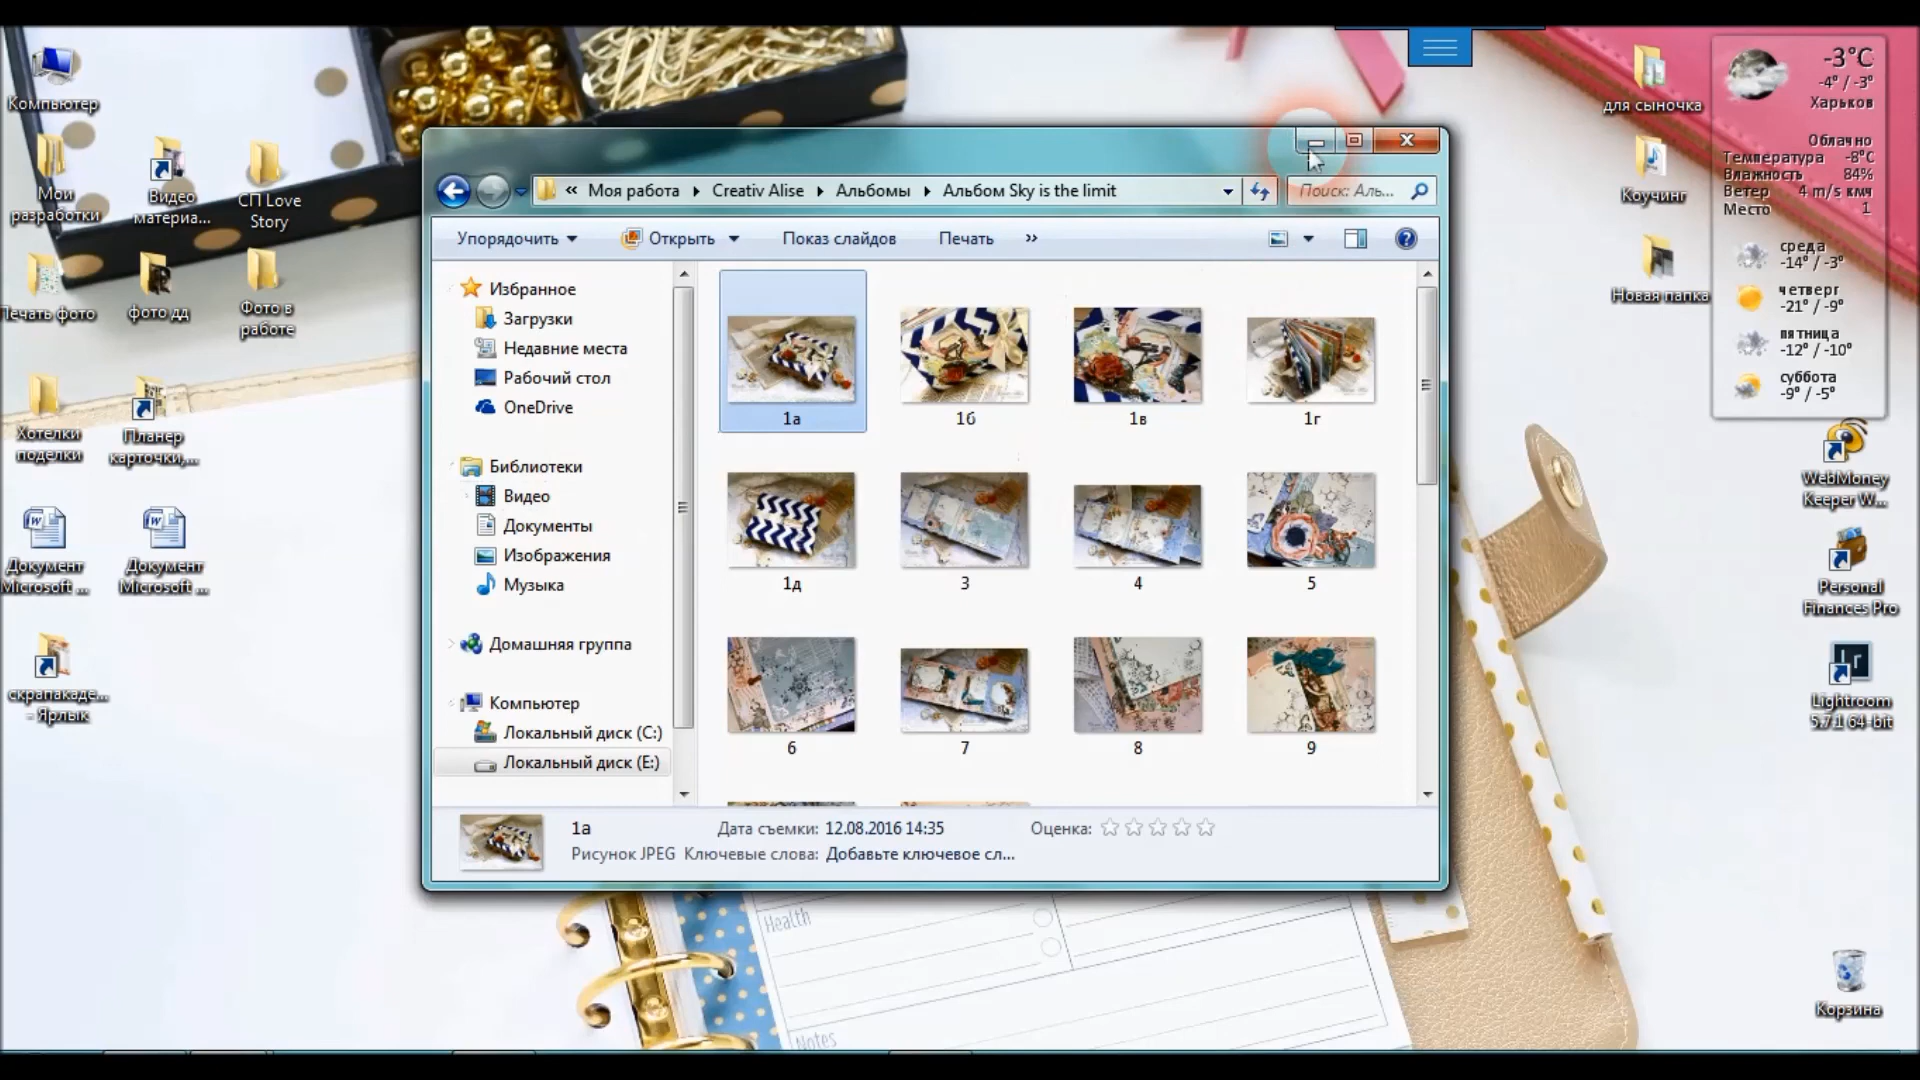 Компьютер
Мои
разработки
Видео
материа...
СП Love
Story
Печать фото
фото дд
Фото в
работе
Хотелки
поделки
Планер
карточки,...
Документ
Microsoft ...
Документ
Microsoft ...
скрапакаде...
- Ярлык
« Моя работа Creativ Alise Альбомы Альбом Sky is the limit
Поиск: Аль...
Упорядочить Открыть Показ слайдов Печать »
Избранное
Загрузки
Недавние места
Рабочий стол
OneDrive
Библиотеки
Видео
Документы
Изображения
Музыка
Домашняя группа
Компьютер
Локальный диск (C:)
Локальный диск (E:)
1а 1б 1в 1г
1д 3 4 5
6 7 8 9
1а Дата съемки: 12.08.2016 14:35 Оценка:
Рисунок JPEG Ключевые слова: Добавьте ключевое сл...
Health
Notes
для сыночка
Коучинг
Новая папка
-3°C
-4° / -3°
Харьков
Облачно
Температура -8°C
Влажность 84%
Ветер 4 m/s кмч
Место 1
среда
-14° / -3°
четверг
-21° / -9°
пятница
-12° / -10°
суббота
-9° / -5°
WebMoney
Keeper W...
Personal
Finances Pro
Lr
Lightroom
5.7.1 64-bit
Корзина